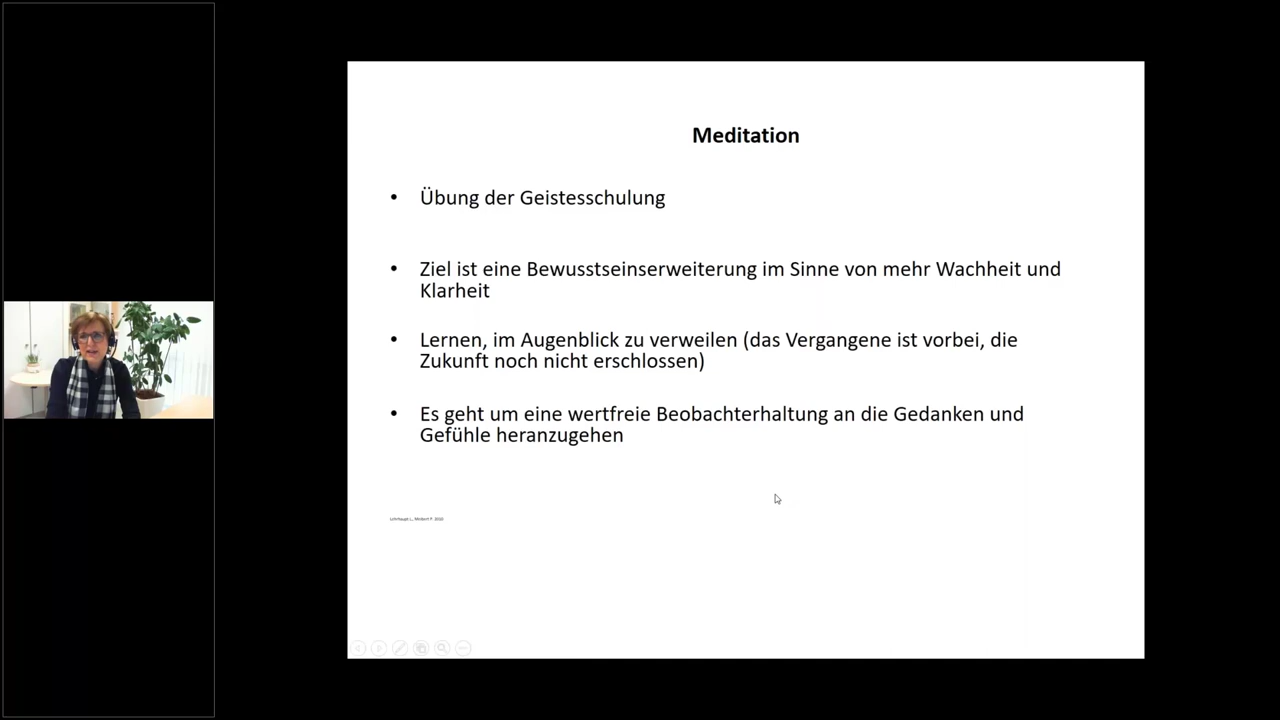 Meditation
• Übung der Geistesschulung
• Ziel ist eine Bewusstseinserweiterung im Sinne von mehr Wachheit und
Klarheit
• Lernen, im Augenblick zu verweilen (das Vergangene ist vorbei, die
Zukunft noch nicht erschlossen)
• Es geht um eine wertfreie Beobachterhaltung an die Gedanken und
Gefühle heranzugehen